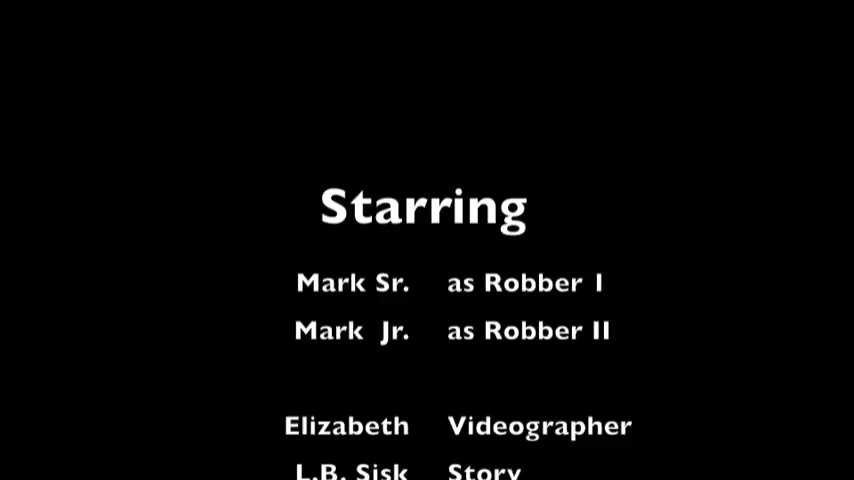 Starring
Mark Sr. as Robber I
Mark Jr. as Robber II
Elizabeth Videographer
L.B. Sisk Story